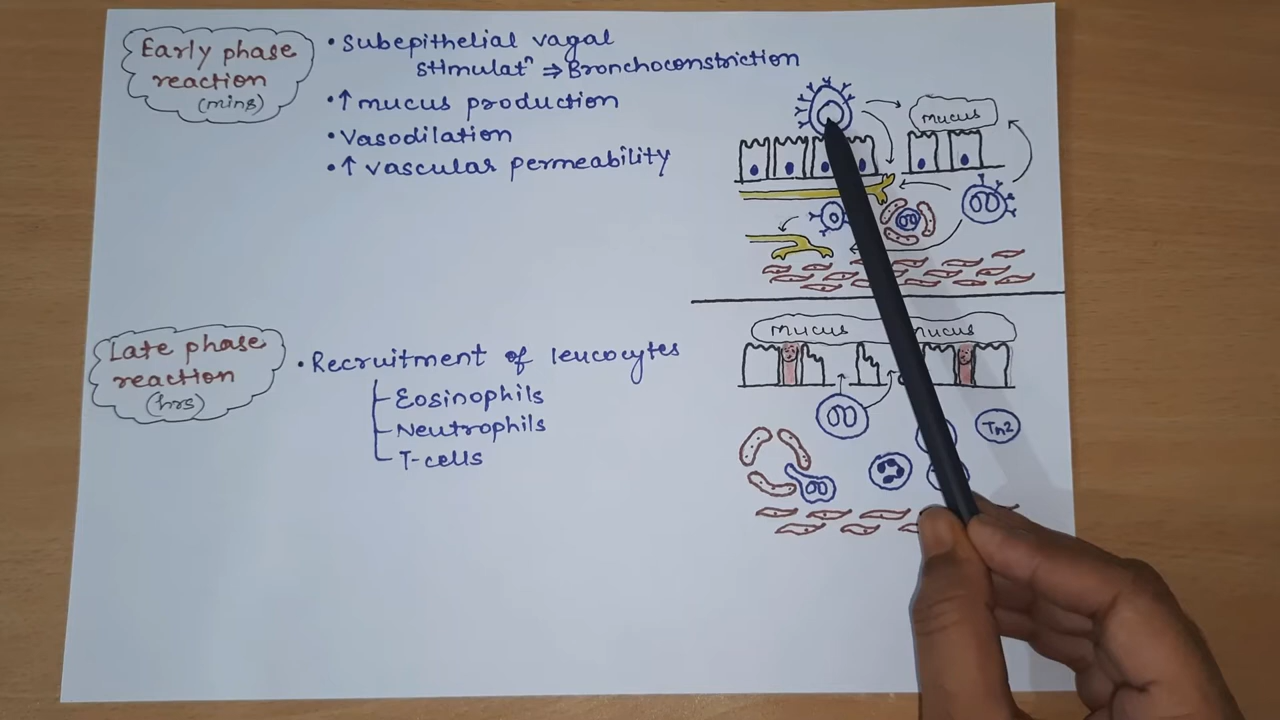 Early phase
reaction
(mins)
• Subepithelial vagal
stimulatⁿ ⇒ Bronchoconstriction
• ↑ mucus production
• Vasodilation
• ↑ vascular permeability
mucus
Late phase
reaction
(hrs)
• Recruitment of leucocytes
Eosinophils
Neutrophils
T-cells
mucus mucus
TH2